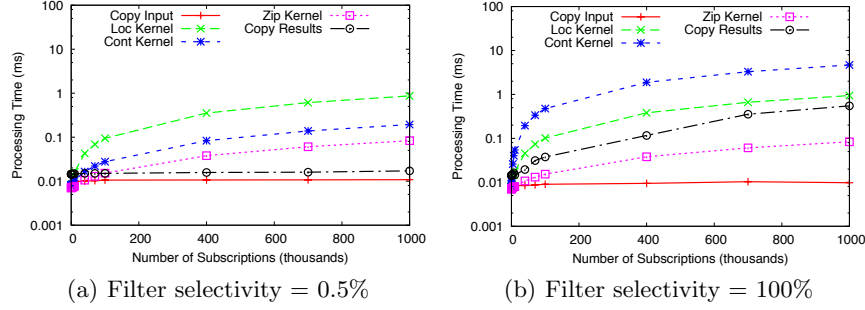 Copy Input
Loc Kernel
Cont Kernel
Zip Kernel
Copy Results
100
10
1
0.1
0.01
0.001
Processing Time (ms)
0 200 400 600 800 1000
Number of Subscriptions (thousands)
(a) Filter selectivity = 0.5%
Copy Input
Loc Kernel
Cont Kernel
Zip Kernel
Copy Results
100
10
1
0.1
0.01
0.001
Processing Time (ms)
0 200 400 600 800 1000
Number of Subscriptions (thousands)
(b) Filter selectivity = 100%